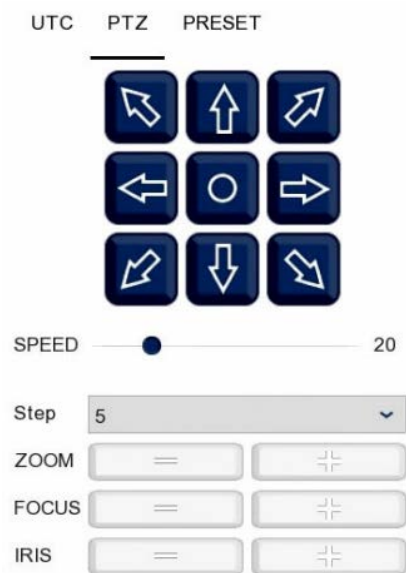 UTC PTZ PRESET
SPEED 20
Step 5
ZOOM
FOCUS
IRIS